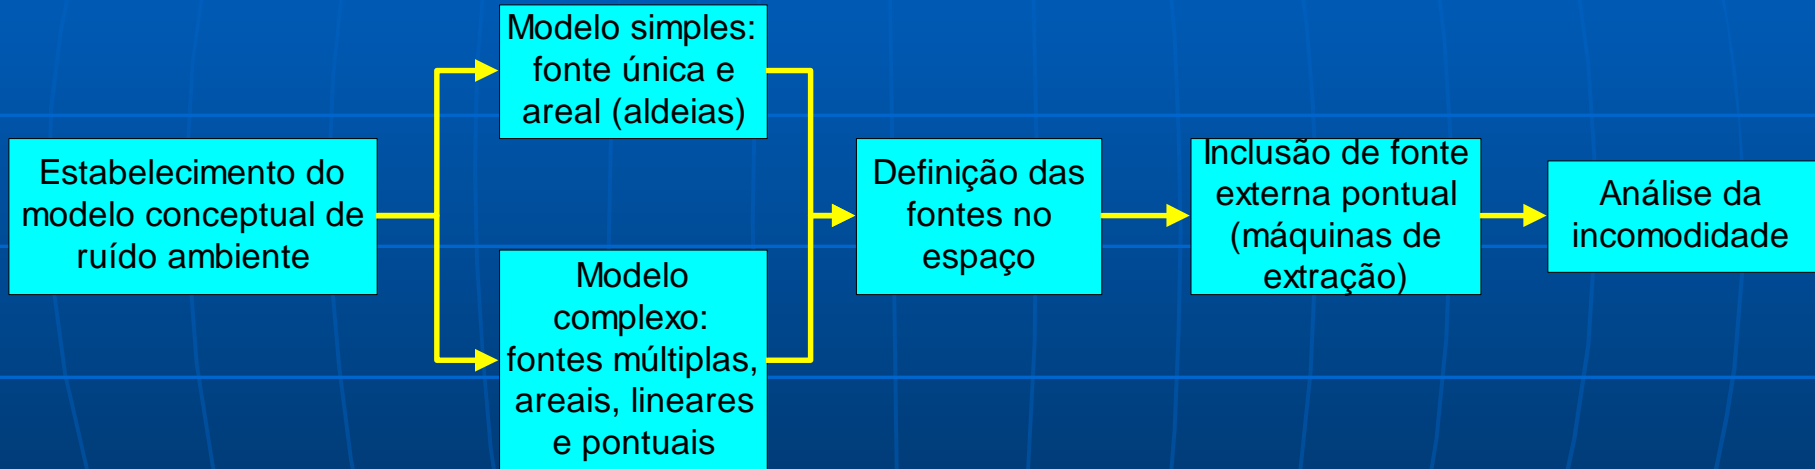 Estabelecimento do
modelo conceptual de
ruído ambiente
Modelo simples:
fonte única e
areal (aldeias)
Modelo
complexo:
fontes múltiplas,
areais, lineares
e pontuais
Definição das
fontes no
espaço
Inclusão de fonte
externa pontual
(máquinas de
extração)
Análise da
incomodidade